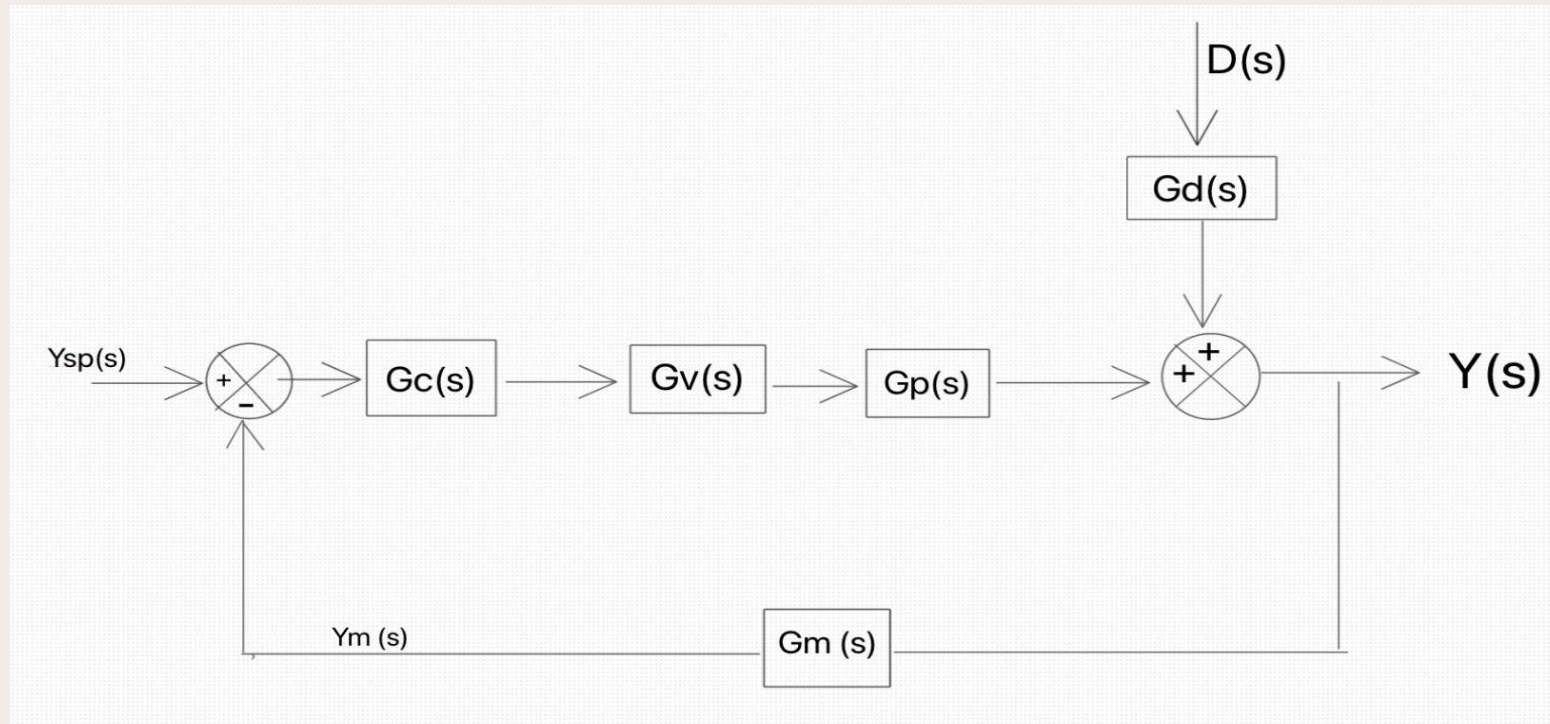 D(s)
Gd(s)
Ysp(s)
+
-
Gc(s)
Gv(s)
Gp(s)
+
+
Y(s)
Ym (s)
Gm (s)